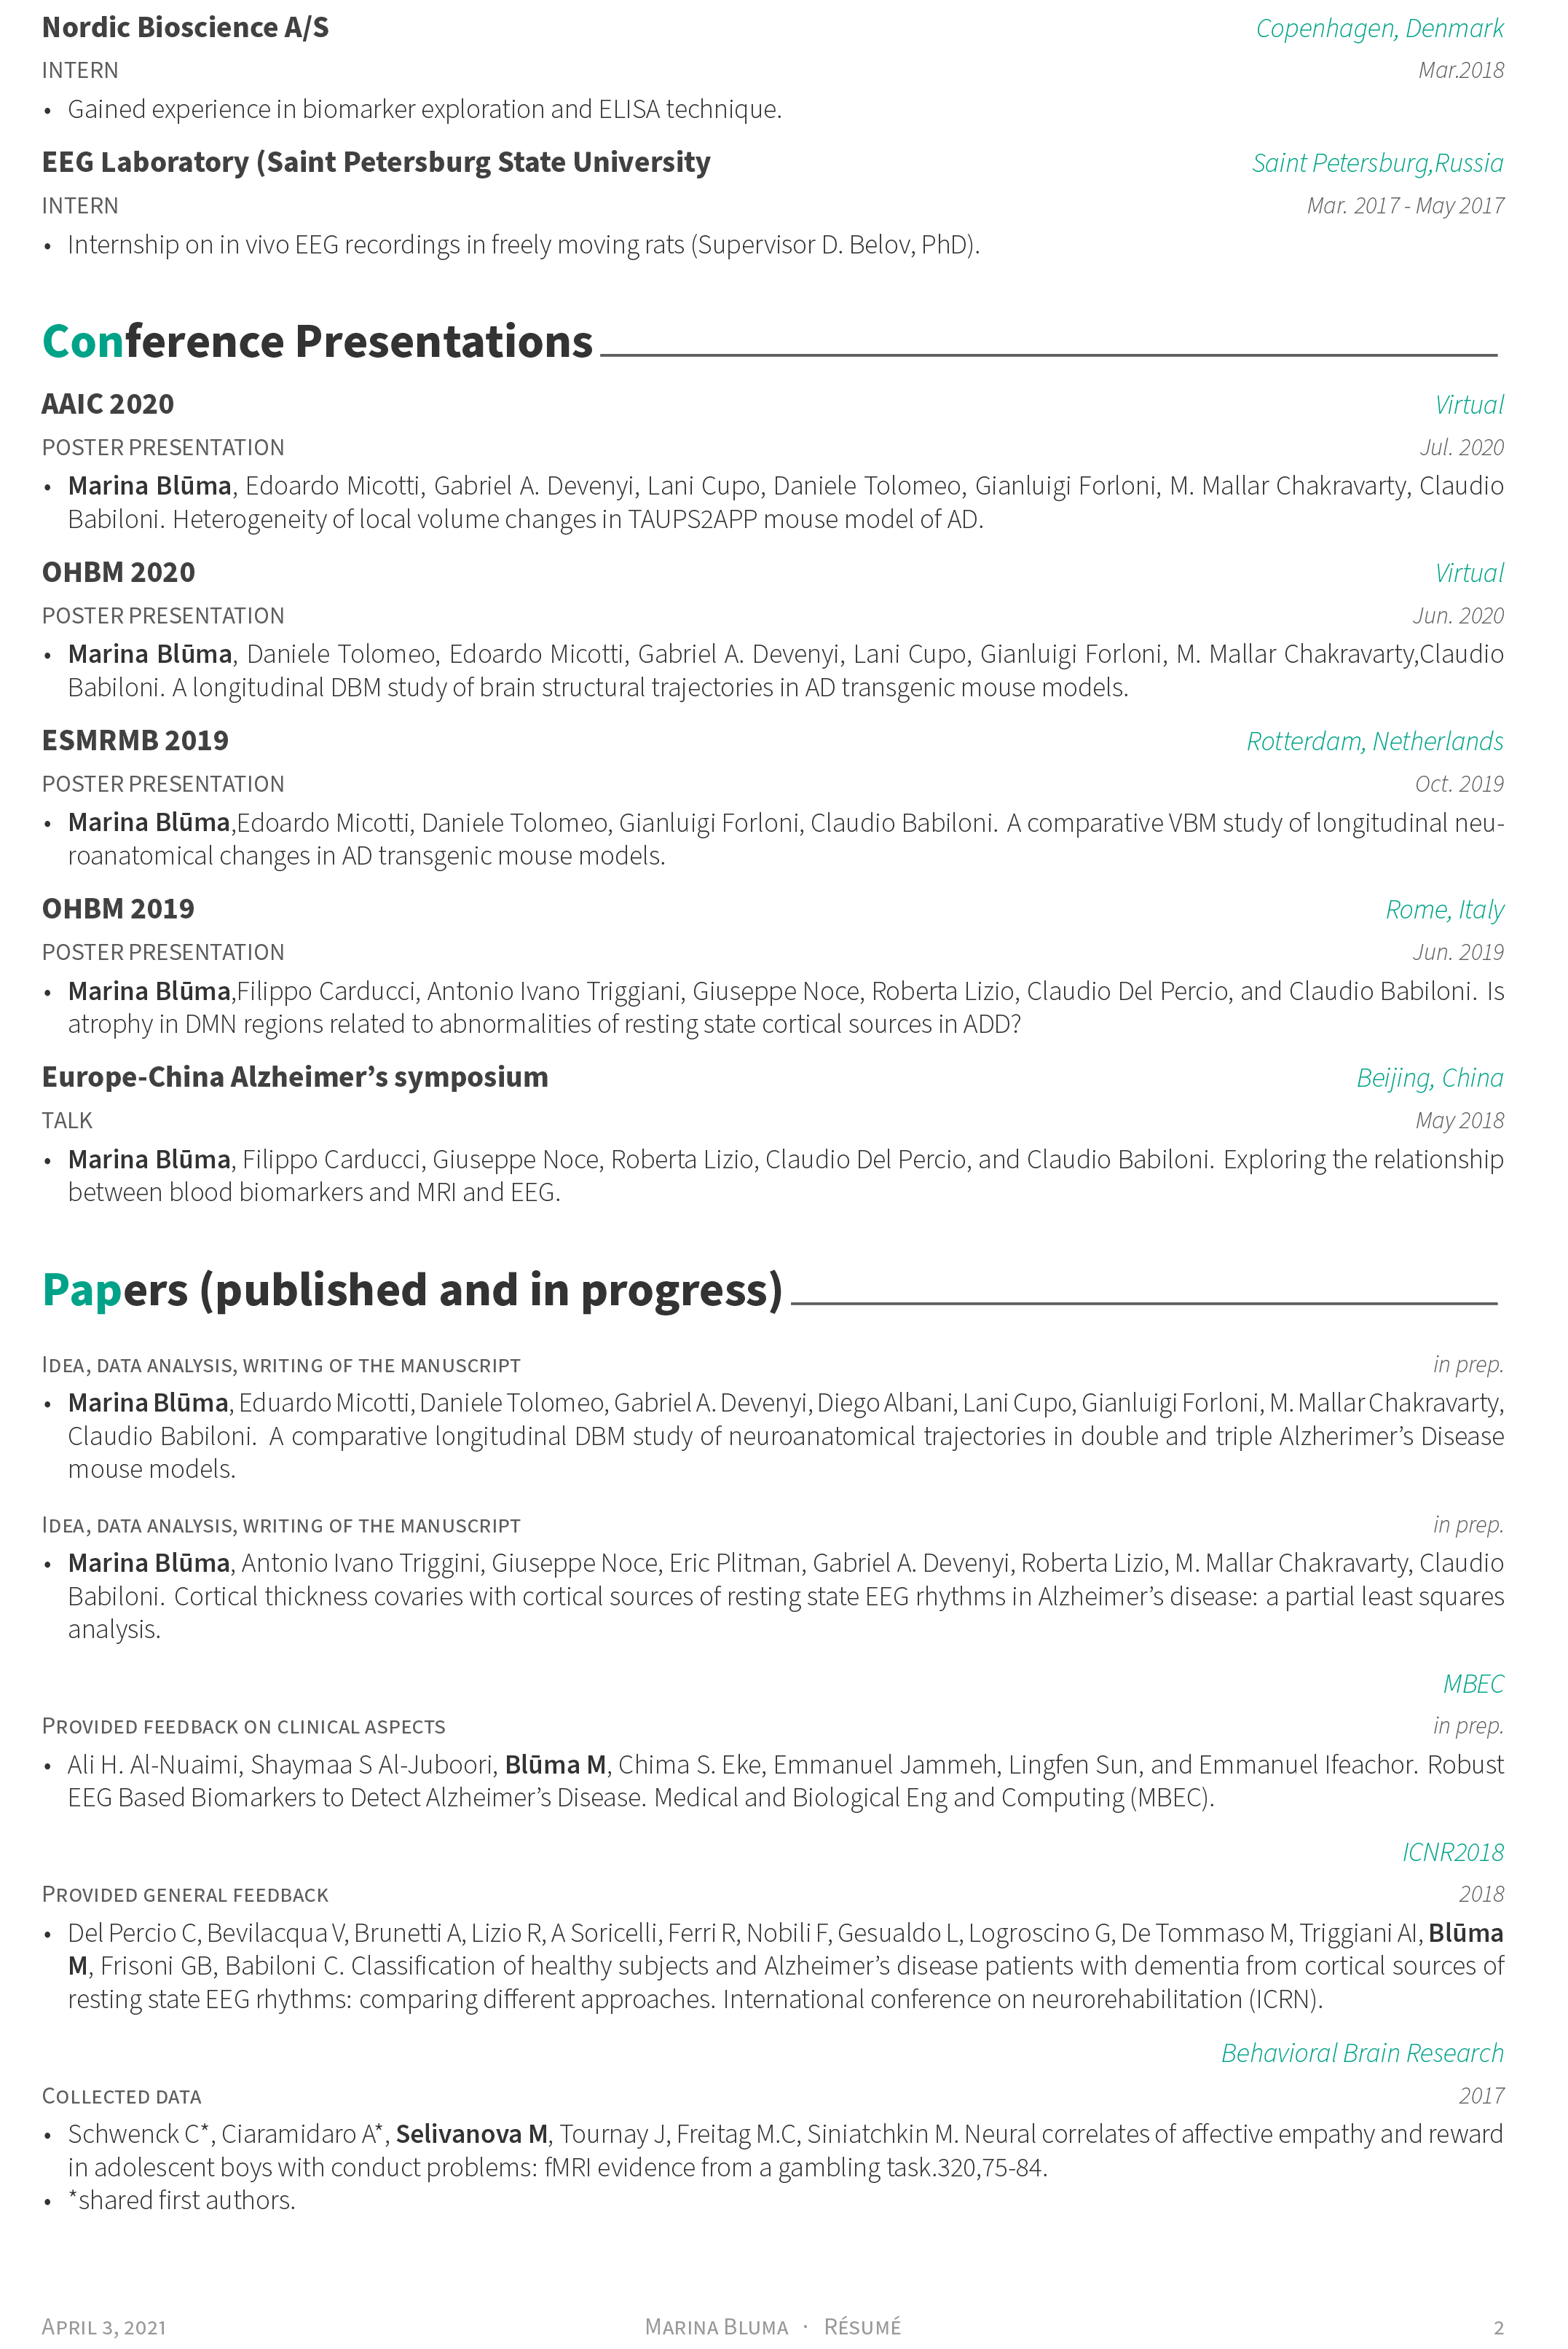 Nordic Bioscience A/S Copenhagen, Denmark
INTERN Mar.2018
• Gained experience in biomarker exploration and ELISA technique.
EEG Laboratory (Saint Petersburg State University Saint Petersburg,Russia
INTERN Mar. 2017 - May 2017
• Internship on in vivo EEG recordings in freely moving rats (Supervisor D. Belov, PhD).
Conference Presentations
AAIC 2020 Virtual
POSTER PRESENTATION Jul. 2020
• Marina Blūma, Edoardo Micotti, Gabriel A. Devenyi, Lani Cupo, Daniele Tolomeo, Gianluigi Forloni, M. Mallar Chakravarty, Claudio
Babiloni. Heterogeneity of local volume changes in TAUPS2APP mouse model of AD.
OHBM 2020 Virtual
POSTER PRESENTATION Jun. 2020
• Marina Blūma, Daniele Tolomeo, Edoardo Micotti, Gabriel A. Devenyi, Lani Cupo, Gianluigi Forloni, M. Mallar Chakravarty,Claudio
Babiloni. A longitudinal DBM study of brain structural trajectories in AD transgenic mouse models.
ESMRMB 2019 Rotterdam, Netherlands
POSTER PRESENTATION Oct. 2019
• Marina Blūma,Edoardo Micotti, Daniele Tolomeo, Gianluigi Forloni, Claudio Babiloni. A comparative VBM study of longitudinal neu-
roanatomical changes in AD transgenic mouse models.
OHBM 2019 Rome, Italy
POSTER PRESENTATION Jun. 2019
• Marina Blūma,Filippo Carducci, Antonio Ivano Triggiani, Giuseppe Noce, Roberta Lizio, Claudio Del Percio, and Claudio Babiloni. Is
atrophy in DMN regions related to abnormalities of resting state cortical sources in ADD?
Europe-China Alzheimer’s symposium Beijing, China
TALK May 2018
• Marina Blūma, Filippo Carducci, Giuseppe Noce, Roberta Lizio, Claudio Del Percio, and Claudio Babiloni. Exploring the relationship
between blood biomarkers and MRI and EEG.
Papers (published and in progress)
Idea, data analysis, writing of the manuscript in prep.
• Marina Blūma, Eduardo Micotti, Daniele Tolomeo, Gabriel A. Devenyi, Diego Albani, Lani Cupo, Gianluigi Forloni, M. Mallar Chakravarty,
Claudio Babiloni. A comparative longitudinal DBM study of neuroanatomical trajectories in double and triple Alzherimer’s Disease
mouse models.
Idea, data analysis, writing of the manuscript in prep.
• Marina Blūma, Antonio Ivano Triggini, Giuseppe Noce, Eric Plitman, Gabriel A. Devenyi, Roberta Lizio, M. Mallar Chakravarty, Claudio
Babiloni. Cortical thickness covaries with cortical sources of resting state EEG rhythms in Alzheimer’s disease: a partial least squares
analysis.
MBEC
Provided feedback on clinical aspects in prep.
• Ali H. Al-Nuaimi, Shaymaa S Al-Juboori, Blūma M, Chima S. Eke, Emmanuel Jammeh, Lingfen Sun, and Emmanuel Ifeachor. Robust
EEG Based Biomarkers to Detect Alzheimer’s Disease. Medical and Biological Eng and Computing (MBEC).
ICNR2018
Provided general feedback 2018
• Del Percio C, Bevilacqua V, Brunetti A, Lizio R, A Soricelli, Ferri R, Nobili F, Gesualdo L, Logroscino G, De Tommaso M, Triggiani AI, Blūma
M, Frisoni GB, Babiloni C. Classification of healthy subjects and Alzheimer’s disease patients with dementia from cortical sources of
resting state EEG rhythms: comparing different approaches. International conference on neurorehabilitation (ICRN).
Behavioral Brain Research
Collected data 2017
• Schwenck C*, Ciaramidaro A*, Selivanova M, Tournay J, Freitag M.C, Siniatchkin M. Neural correlates of affective empathy and reward
in adolescent boys with conduct problems: fMRI evidence from a gambling task.320,75-84.
• *shared first authors.
April 3, 2021 Marina Bluma · Résumé 2